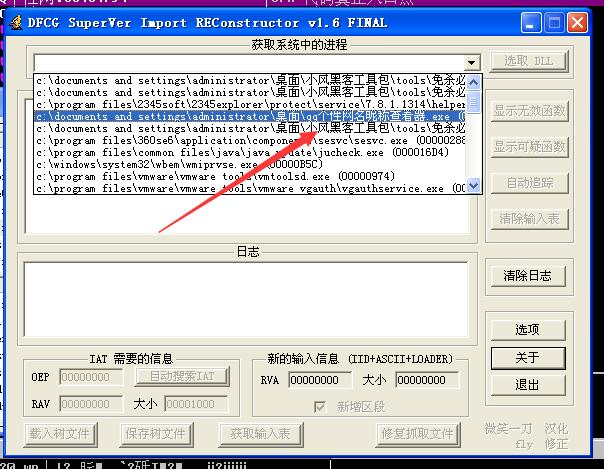 DFCG SuperVer Import REConstructor v1.6 FINAL
获取系统中的进程
选取 DLL
c:\documents and settings\administrator\桌面\小风黑客工具包\tools\免杀必
c:\documents and settings\administrator\桌面\小风黑客工具包\tools\免杀必
c:\program files\2345soft\2345explorer\protect\service\7.8.1.1314\helper
c:\documents and settings\administrator\桌面\qq个性网名昵称查看器.exe (0000
c:\documents and settings\administrator\桌面\小风黑客工具包\tools\免杀必
c:\program files\360se6\application\components\sesvc\sesvc.exe (00000288
c:\program files\common files\java\java update\jucheck.exe (000016D4)
c:\windows\system32\wbem\wmiprvse.exe (00000B5C)
c:\program files\vmware\vmware tools\vmtoolsd.exe (00000974)
c:\program files\vmware\vmware tools\vmware vgauth\vgauthservice.exe (00
显示无效函数
显示可疑函数
自动追踪
清除输入表
日志
清除日志
选项
关于
退出
IAT 需要的信息
OEP 00000000 自动搜索IAT
RAV 00000000 大小 00001000
新的输入信息 (IID+ASCII+LOADER)
RVA 00000000 大小 00000000
新增区段
载入树文件 保存树文件 获取输入表 修复抓取文件
微笑一刀 汉化
fly 修正